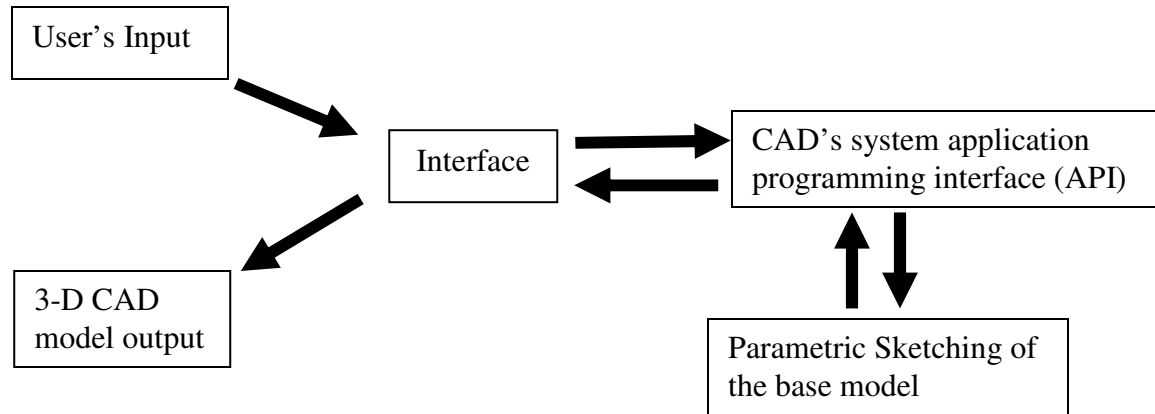 User’s Input
Interface
CAD’s system application
programming interface (API)
3-D CAD
model output
Parametric Sketching of
the base model